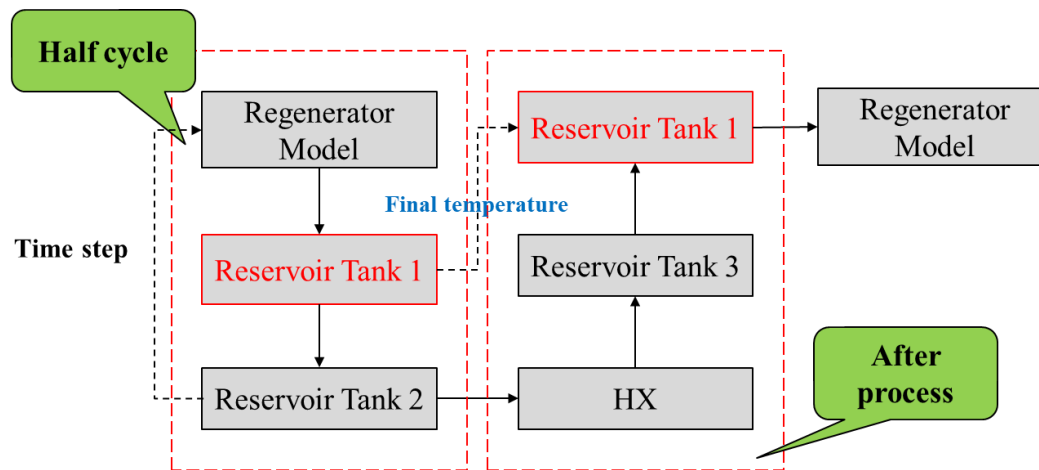 Half cycle
Regenerator
Model
Reservoir Tank 1
Regenerator
Model
Final temperature
Time step
Reservoir Tank 1
Reservoir Tank 3
Reservoir Tank 2
HX
After
process